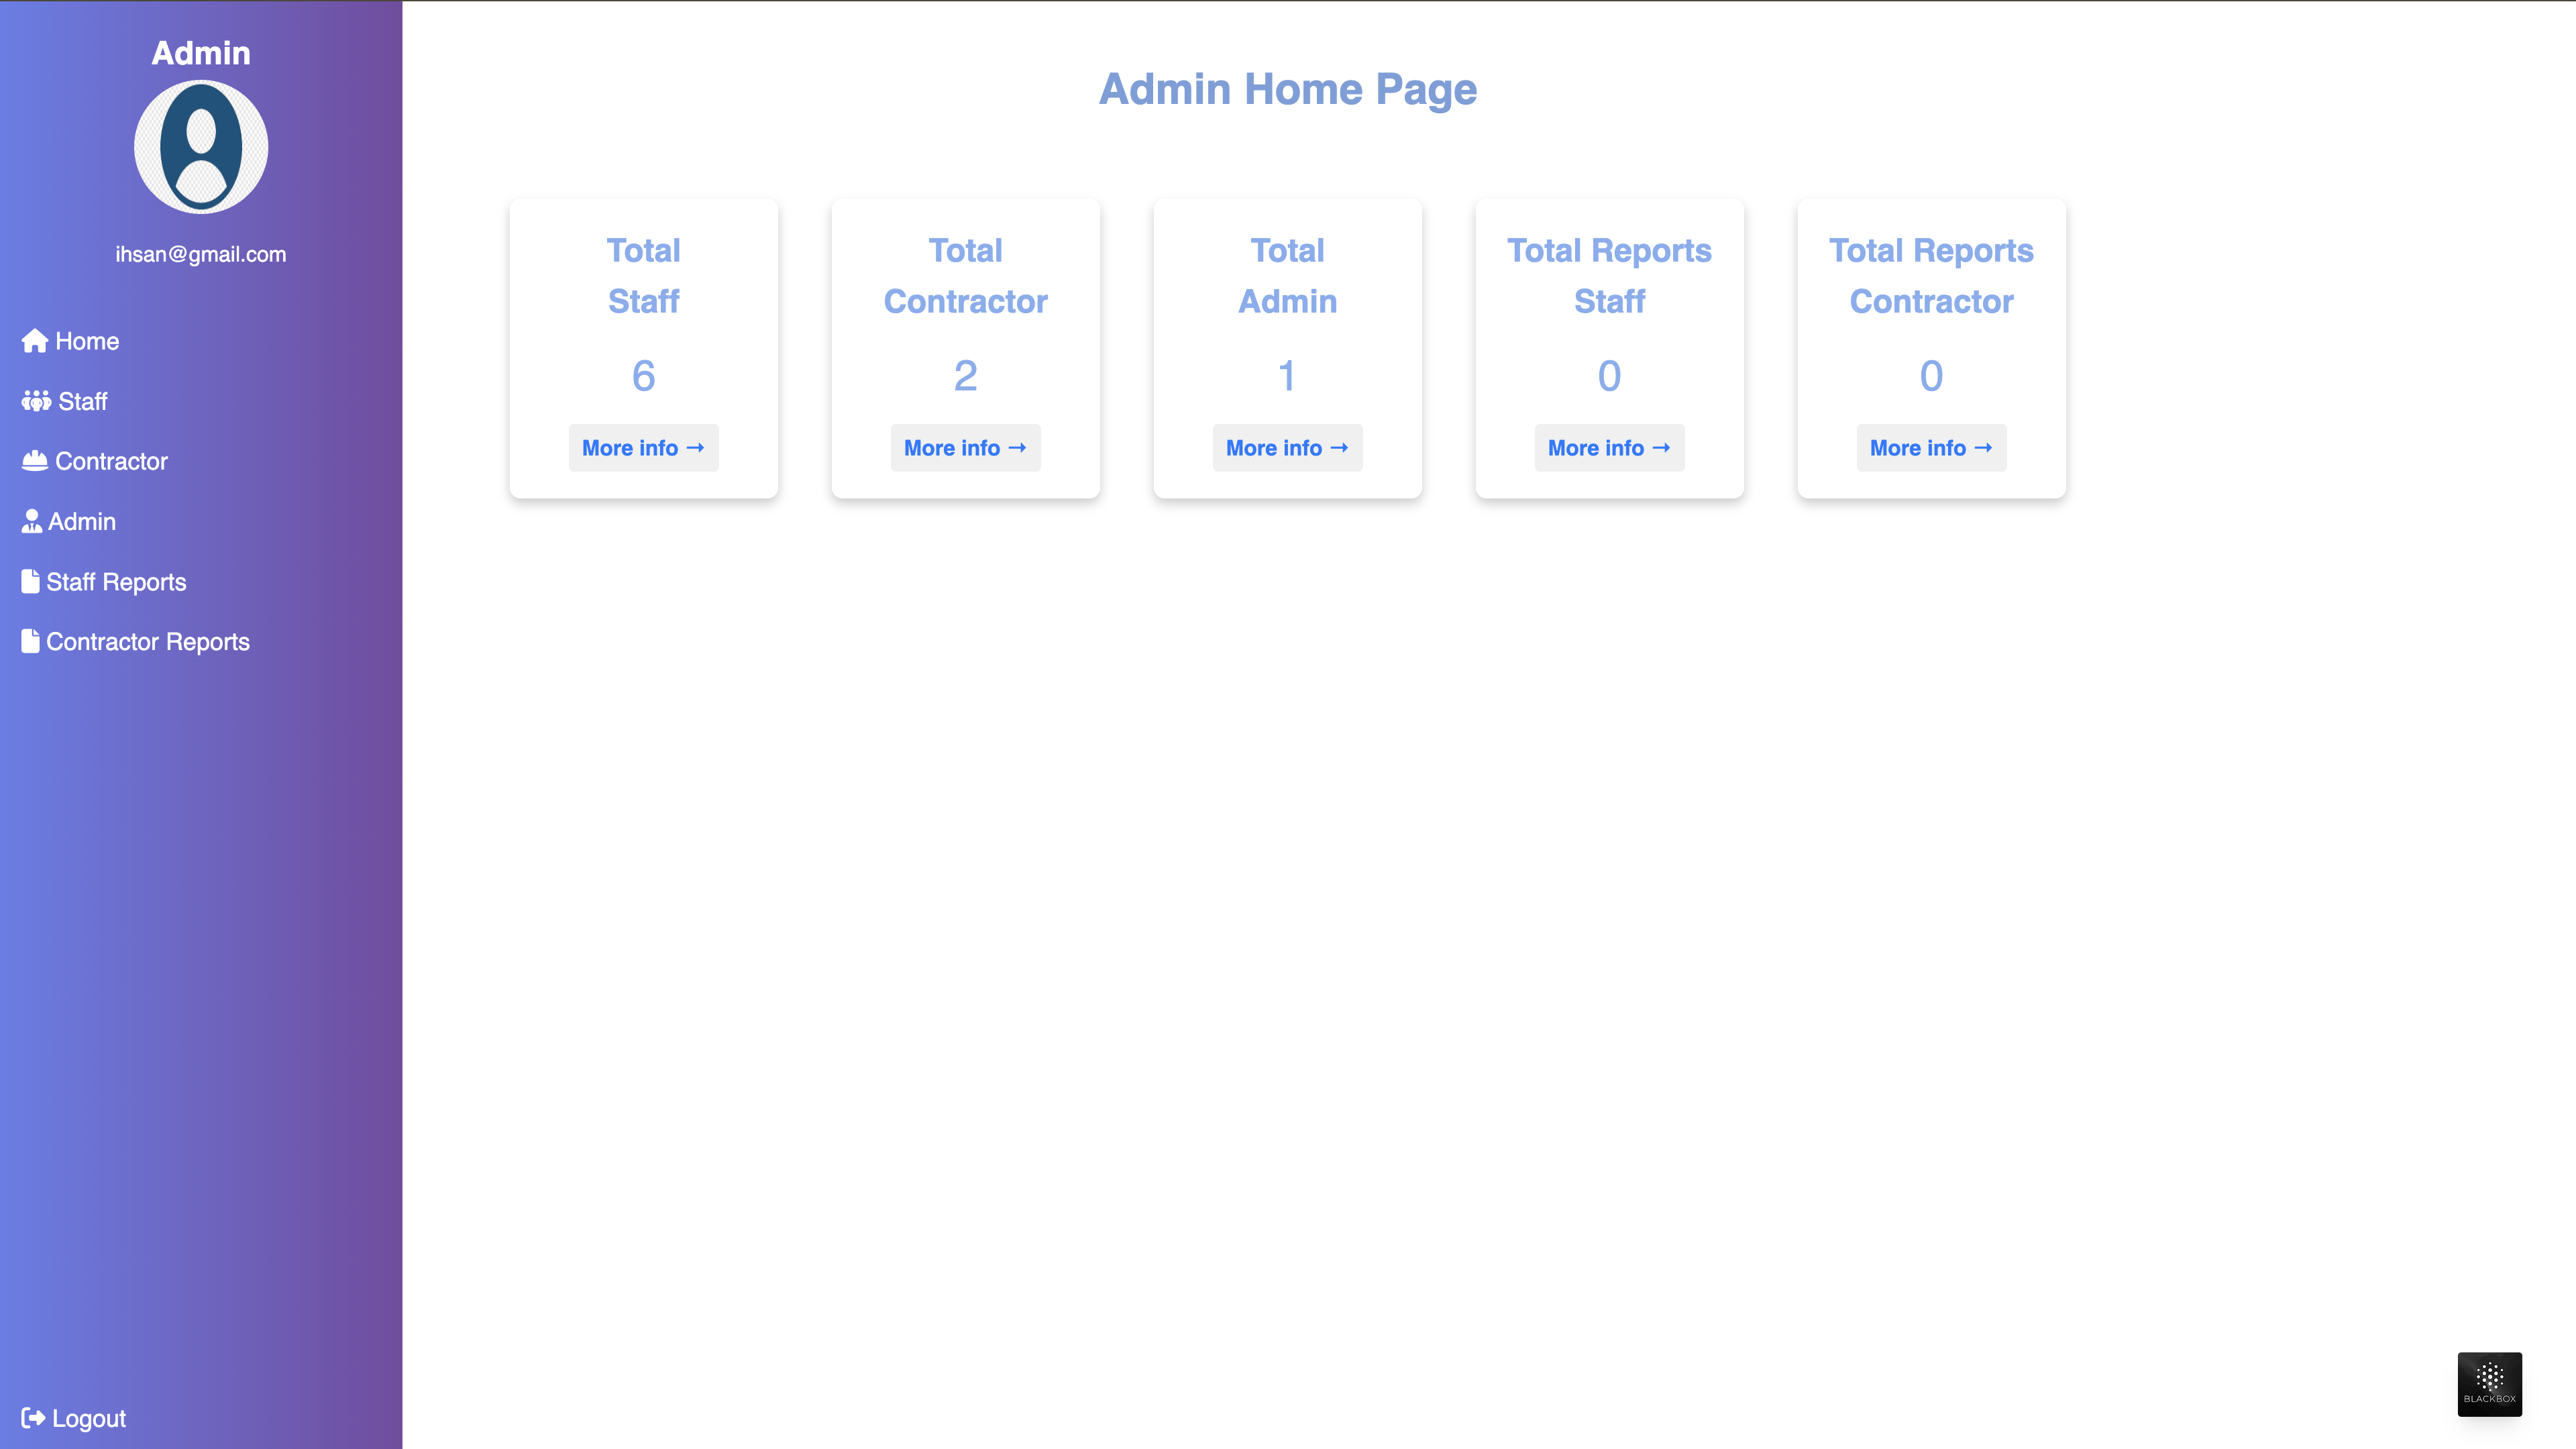 Admin
ihsan@gmail.com
Home
Staff
Contractor
Admin
Staff Reports
Contractor Reports
Logout
Admin Home Page
Total
Staff
6
More info →
Total
Contractor
2
More info →
Total
Admin
1
More info →
Total Reports
Staff
0
More info →
Total Reports
Contractor
0
More info →
BLACKBOX